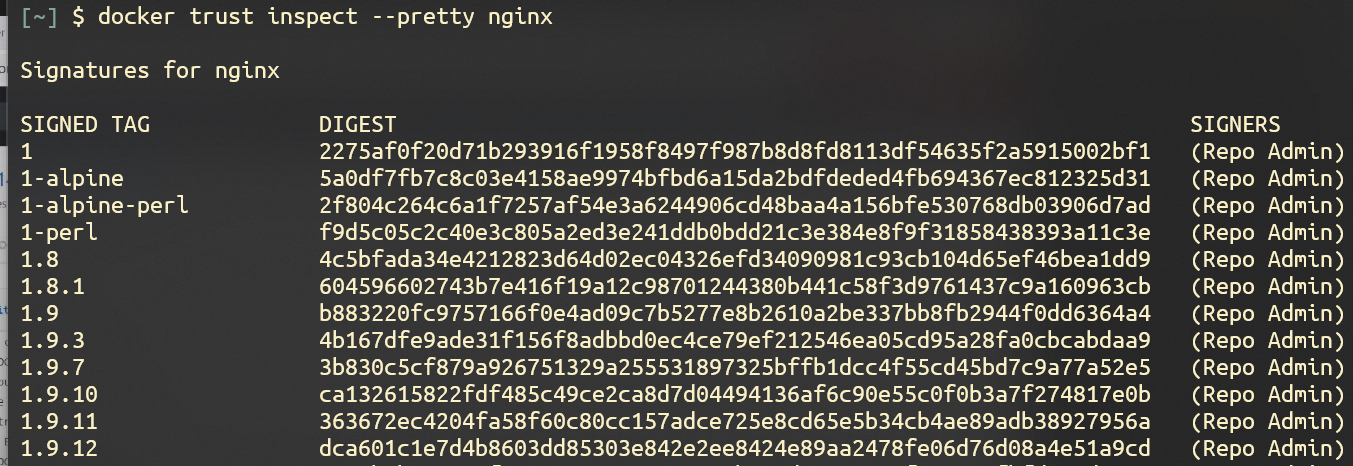 [~] $ docker trust inspect --pretty nginx
Signatures for nginx
SIGNED TAG DIGEST SIGNERS
1 2275af0f20d71b293916f1958f8497f987b8d8fd8113df54635f2a5915002bf1 (Repo Admin)
1-alpine 5a0df7fb7c8c03e4158ae9974bfbd6a15da2bdfdeded4fb694367ec812325d31 (Repo Admin)
1-alpine-perl 2f804c264c6a1f7257af54e3a6244906cd48baa4a156bfe530768db03906d7ad (Repo Admin)
1-perl f9d5c05c2c40e3c805a2ed3e241ddb0bdd21c3e384e8f9f31858438393a11c3e (Repo Admin)
1.8 4c5bfada34e4212823d64d02ec04326efd34090981c93cb104d65ef46bea1dd9 (Repo Admin)
1.8.1 604596602743b7e416f19a12c98701244380b441c58f3d9761437c9a160963cb (Repo Admin)
1.9 b883220fc9757166f0e4ad09c7b5277e8b2610a2be337bb8fb2944f0dd6364a4 (Repo Admin)
1.9.3 4b167dfe9ade31f156f8adbbd0ec4ce79ef212546ea05cd95a28fa0cbcabdaa9 (Repo Admin)
1.9.7 3b830c5cf879a926751329a255531897325bffb1dcc4f55cd45bd7c9a77a52e5 (Repo Admin)
1.9.10 ca132615822fdf485c49ce2ca8d7d04494136af6c90e55c0f0b3a7f274817e0b (Repo Admin)
1.9.11 363672ec4204fa58f60c80cc157adce725e8cd65e5b34cb4ae89adb38927956a (Repo Admin)
1.9.12 dca601c1e7d4b8603dd85303e842e2ee8424e89aa2478fe06d76d08a4e51a9cd (Repo Admin)